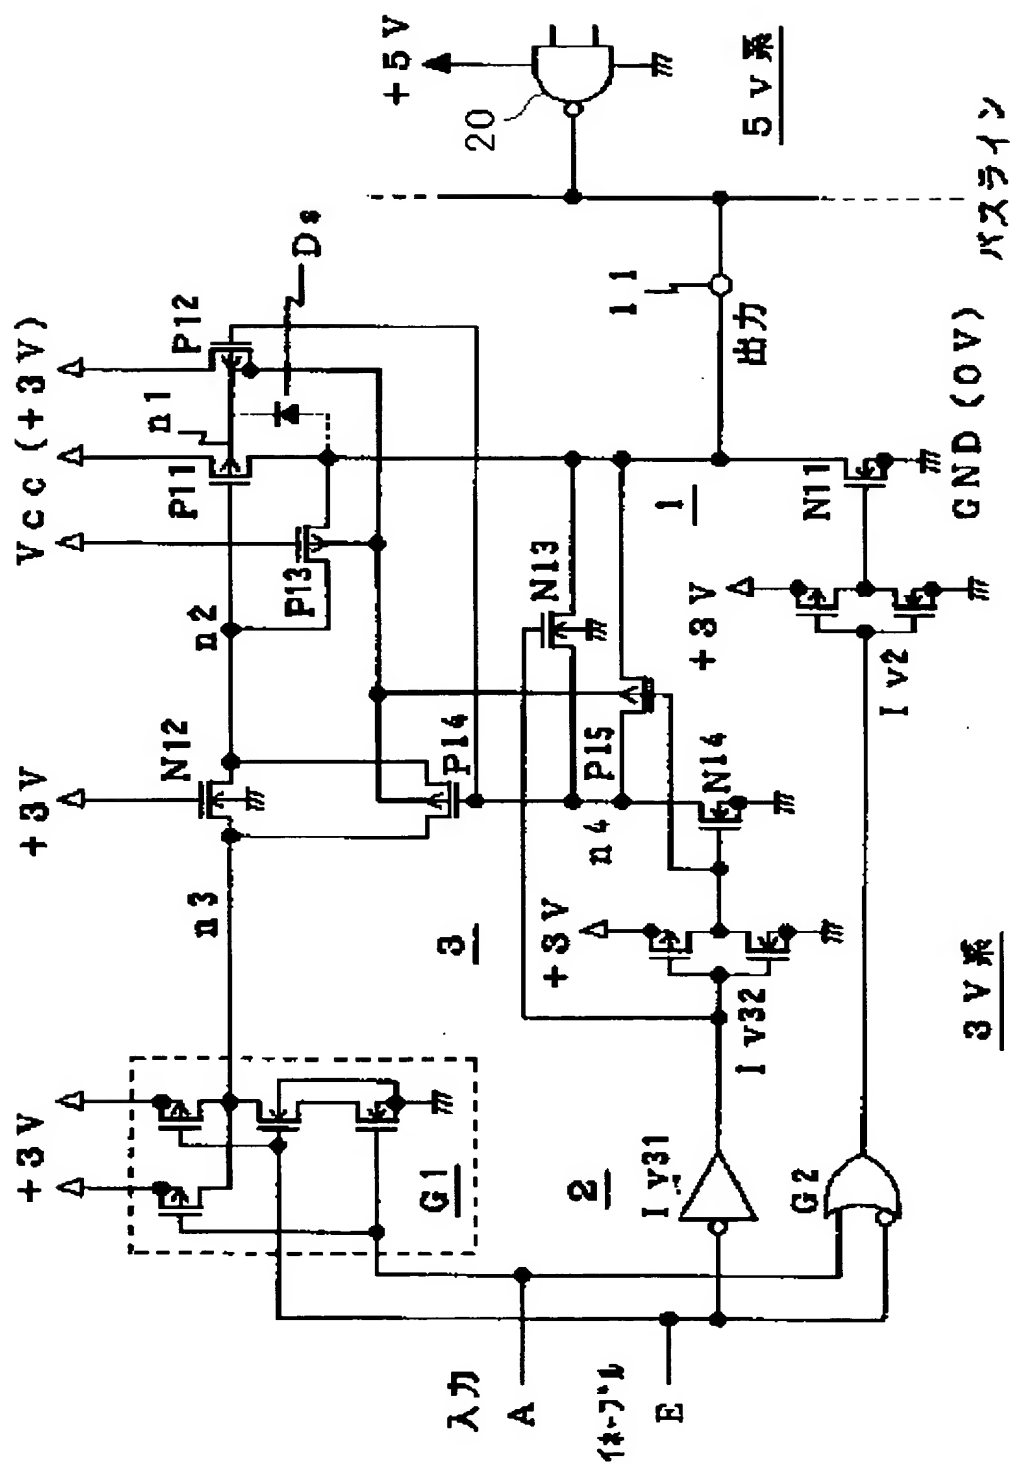 +5V
20
5V系
バスライン
Vcc (+3V)
n1
P11
P12
Ds
P13
n2
11
出力
1
N11
GND (0V)
N13
+3V
Iv2
+3V
N12
P14
P15
n4
N14
n3
3
+3V
Iv32
3V系
+3V
G1
2
Iv31
G2
入力
A
イネーブル
E